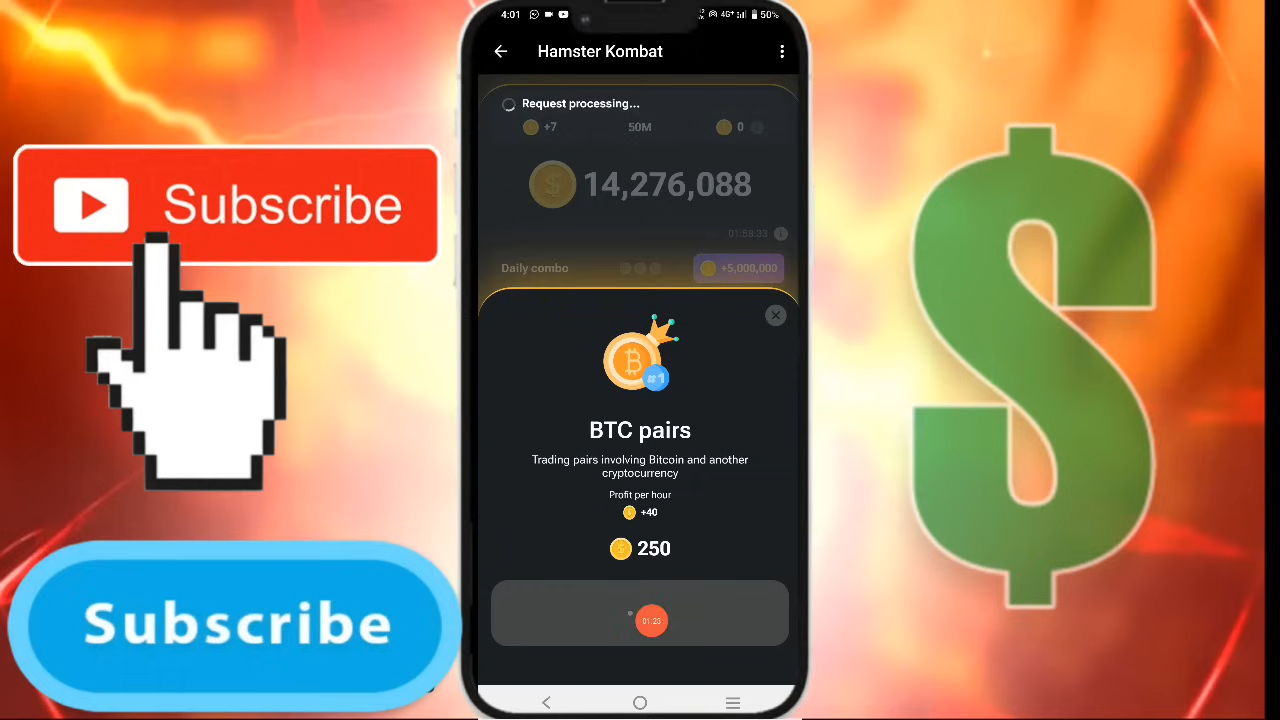 Subscribe
Subscribe
4:01
4G+
50%
Hamster Kombat
Request processing...
+7
50M
0
14,276,088
01:58:33
Daily combo
+5,000,000
#1
BTC pairs
Trading pairs involving Bitcoin and another
cryptocurrency
Profit per hour
+40
250
01:23